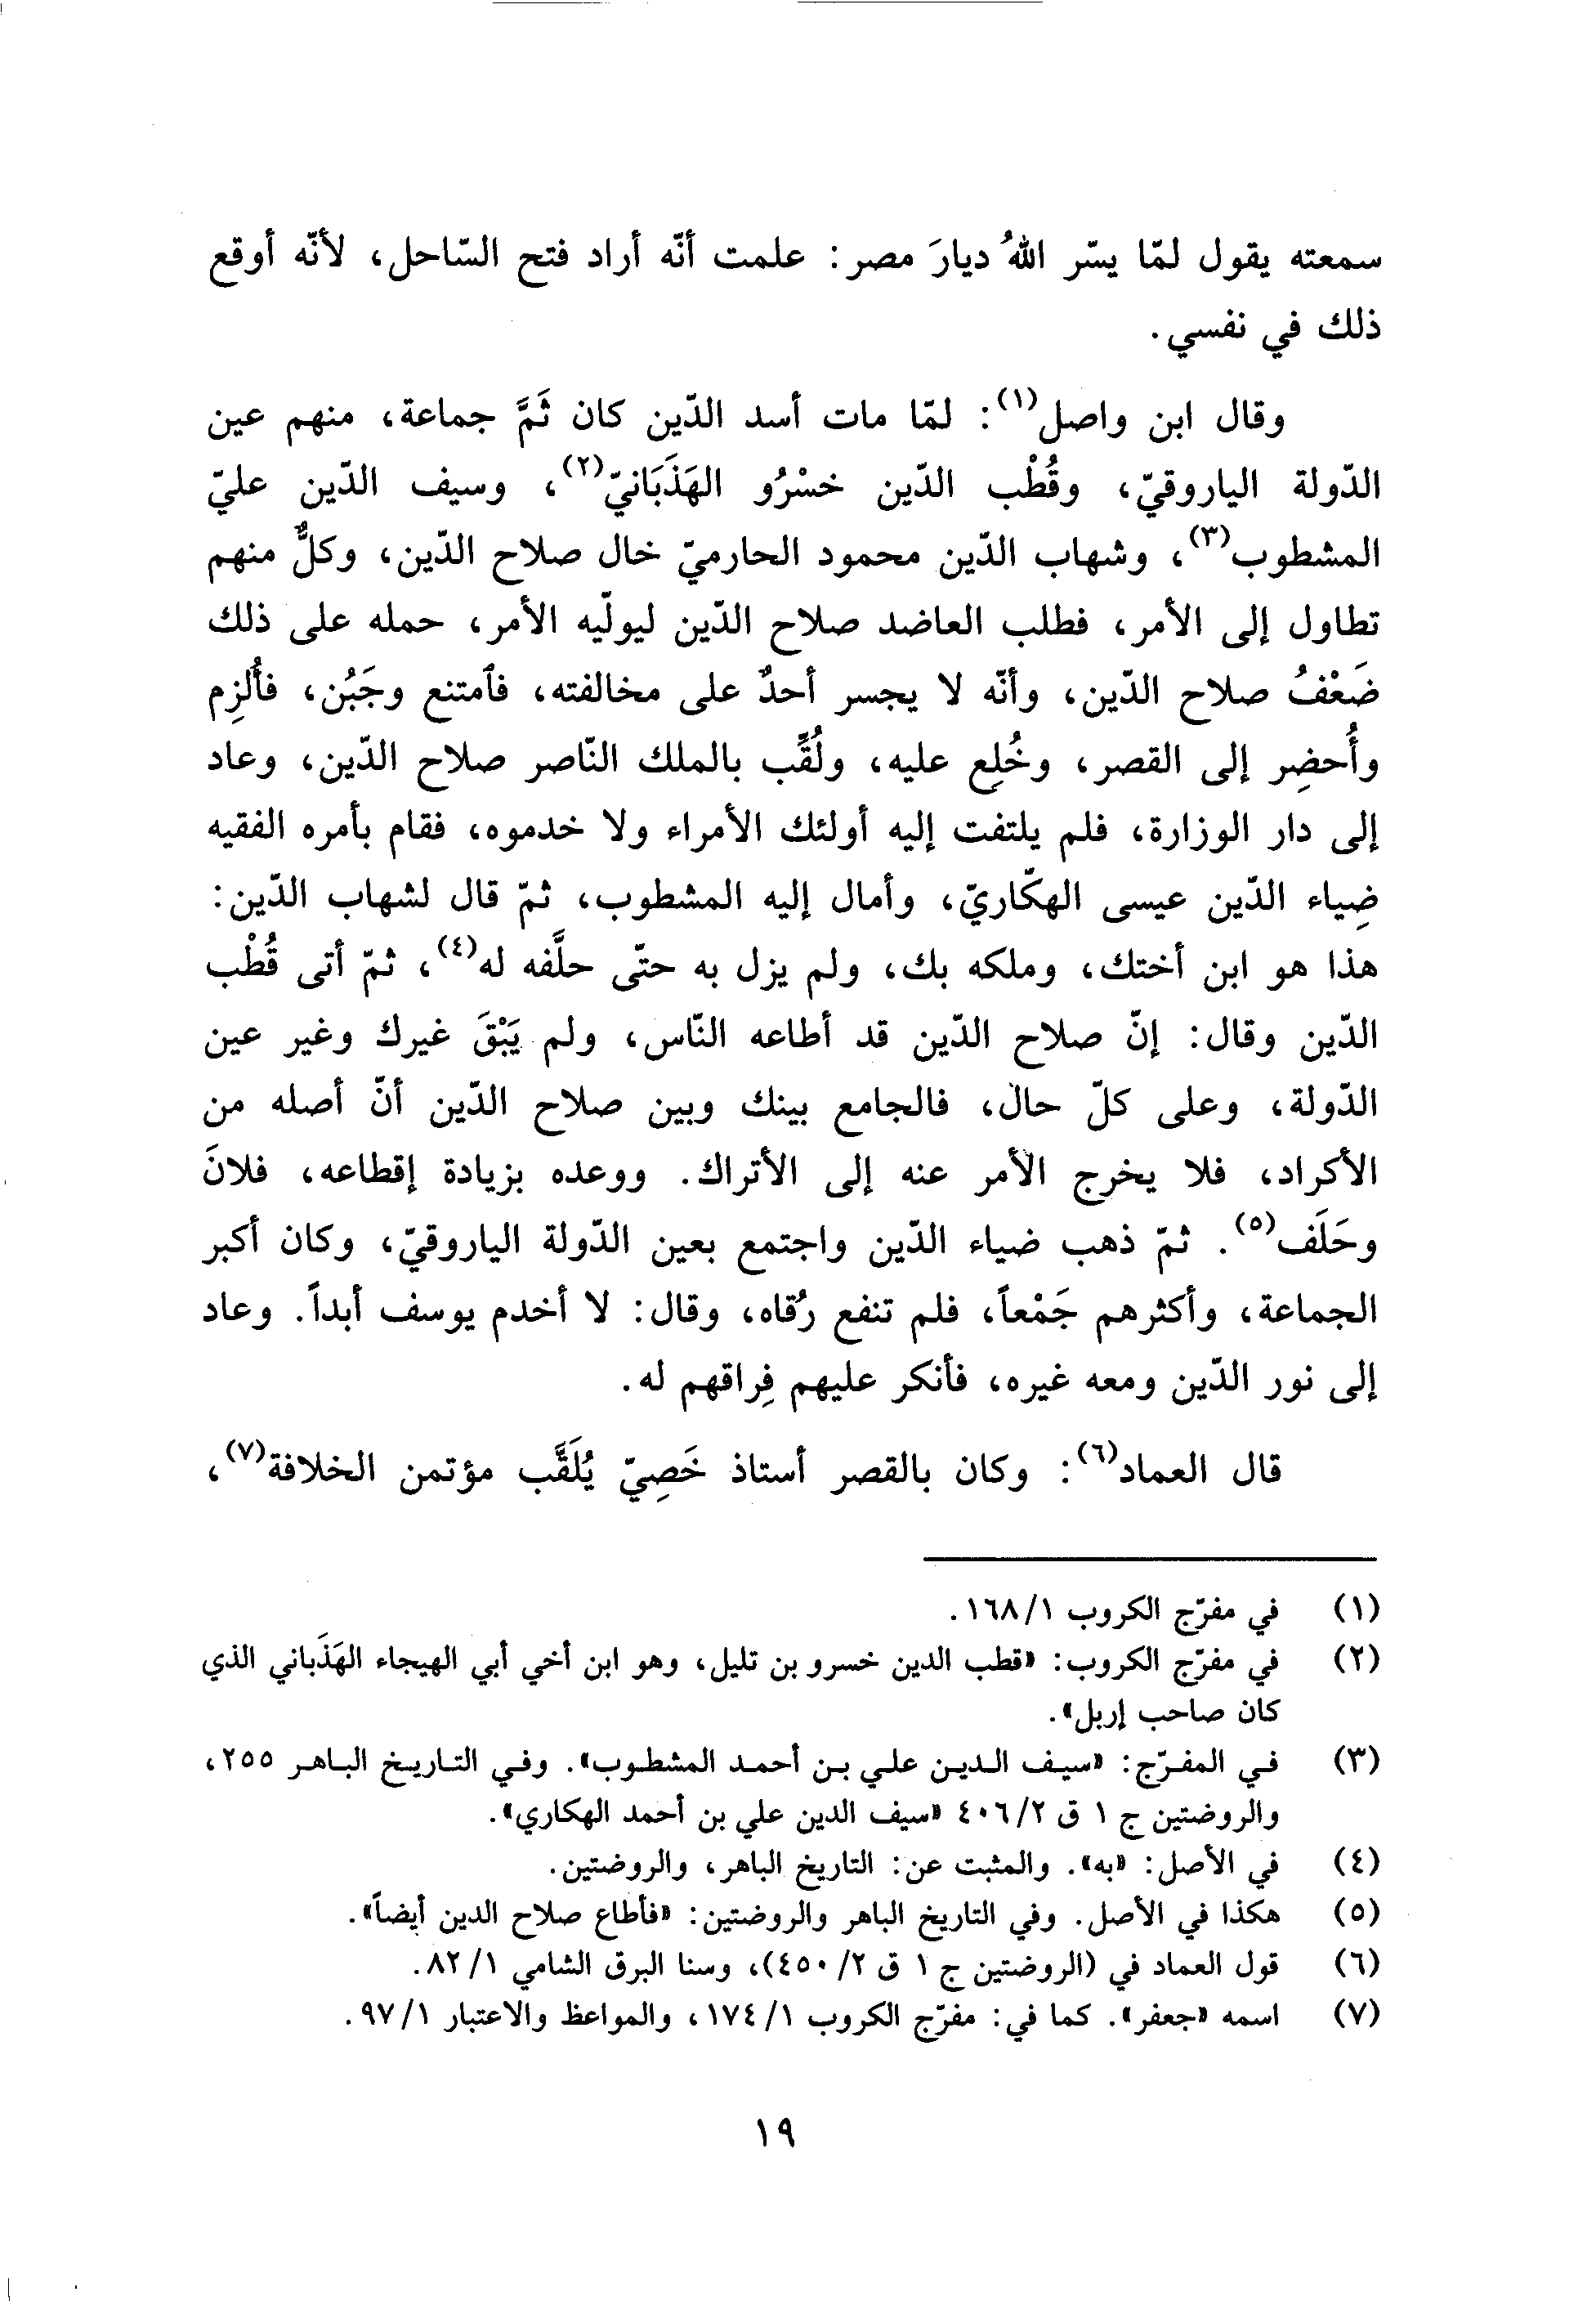 سمعته يقول لمّا يسّر اللهُ ديارَ مصر: علمت أنّه أراد فتح السّاحل، لأنّه أوقع
ذلك في نفسي.
وقال ابن واصل(١): لمّا مات أسد الدّين كان ثَمَّ جماعة، منهم عين
الدّولة الياروقيّ، وقُطْب الدّين خسْرُو الهَذَبَانيّ(٢)، وسيف الدّين عليّ
المشطوب(٣)، وشهاب الدّين محمود الحارميّ خال صلاح الدّين، وكلٌّ منهم
تطاول إلى الأمر، فطلب العاضد صلاح الدّين ليولّيه الأمر، حمله على ذلك
ضَعْفُ صلاح الدّين، وأنّه لا يجسر أحدٌ على مخالفته، فٱمتنع وجَبُن، فأُلزِم
وأُحضِر إلى القصر، وخُلِع عليه، ولُقِّب بالملك النّاصر صلاح الدّين، وعاد
إلى دار الوزارة، فلم يلتفت إليه أولئك الأمراء ولا خدموه، فقام بأمره الفقيه
ضِياء الدّين عيسى الهكّاريّ، وأمال إليه المشطوب، ثمّ قال لشهاب الدّين:
هذا هو ابن أختك، وملكه بك، ولم يزل به حتّى حلَّفه له(٤)، ثمّ أتى قُطْب
الدّين وقال: إنّ صلاح الدّين قد أطاعه النّاس، ولم يَبْقَ غيرك وغير عين
الدّولة، وعلى كلّ حال، فالجامع بينك وبين صلاح الدّين أنّ أصله من
الأكراد، فلا يخرج الأمر عنه إلى الأتراك. ووعده بزيادة إقطاعه، فلانَ
وحَلَف(٥). ثمّ ذهب ضياء الدّين واجتمع بعين الدّولة الياروقيّ، وكان أكبر
الجماعة، وأكثرهم جَمْعاً، فلم تنفع رُقاه، وقال: لا أخدم يوسف أبداً. وعاد
إلى نور الدّين ومعه غيره، فأنكر عليهم فِراقهم له.
قال العماد(٦): وكان بالقصر أستاذ خَصِيّ يُلَقَّب مؤتمن الخلافة(٧)،
(١) في مفرّج الكروب ١/ ١٦٨.
(٢) في مفرّج الكروب: «قطب الدين خسرو بن تليل، وهو ابن أخي أبي الهيجاء الهَذَباني الذي
كان صاحب إربل».
(٣) في المفرّج: «سيف الدين علي بن أحمد المشطوب». وفي التاريخ الباهر ٢٥٥،
والروضتين ج ١ ق ٢/ ٤٠٦ «سيف الدين علي بن أحمد الهكاري».
(٤) في الأصل: «به». والمثبت عن: التاريخ الباهر، والروضتين.
(٥) هكذا في الأصل. وفي التاريخ الباهر والروضتين: «فأطاع صلاح الدين أيضاً».
(٦) قول العماد في (الروضتين ج ١ ق ٢/ ٤٥٠)، وسنا البرق الشامي ١/ ٨٢.
(٧) اسمه «جعفر». كما في: مفرّج الكروب ١/ ١٧٤، والمواعظ والاعتبار ١/ ٩٧.
١٩